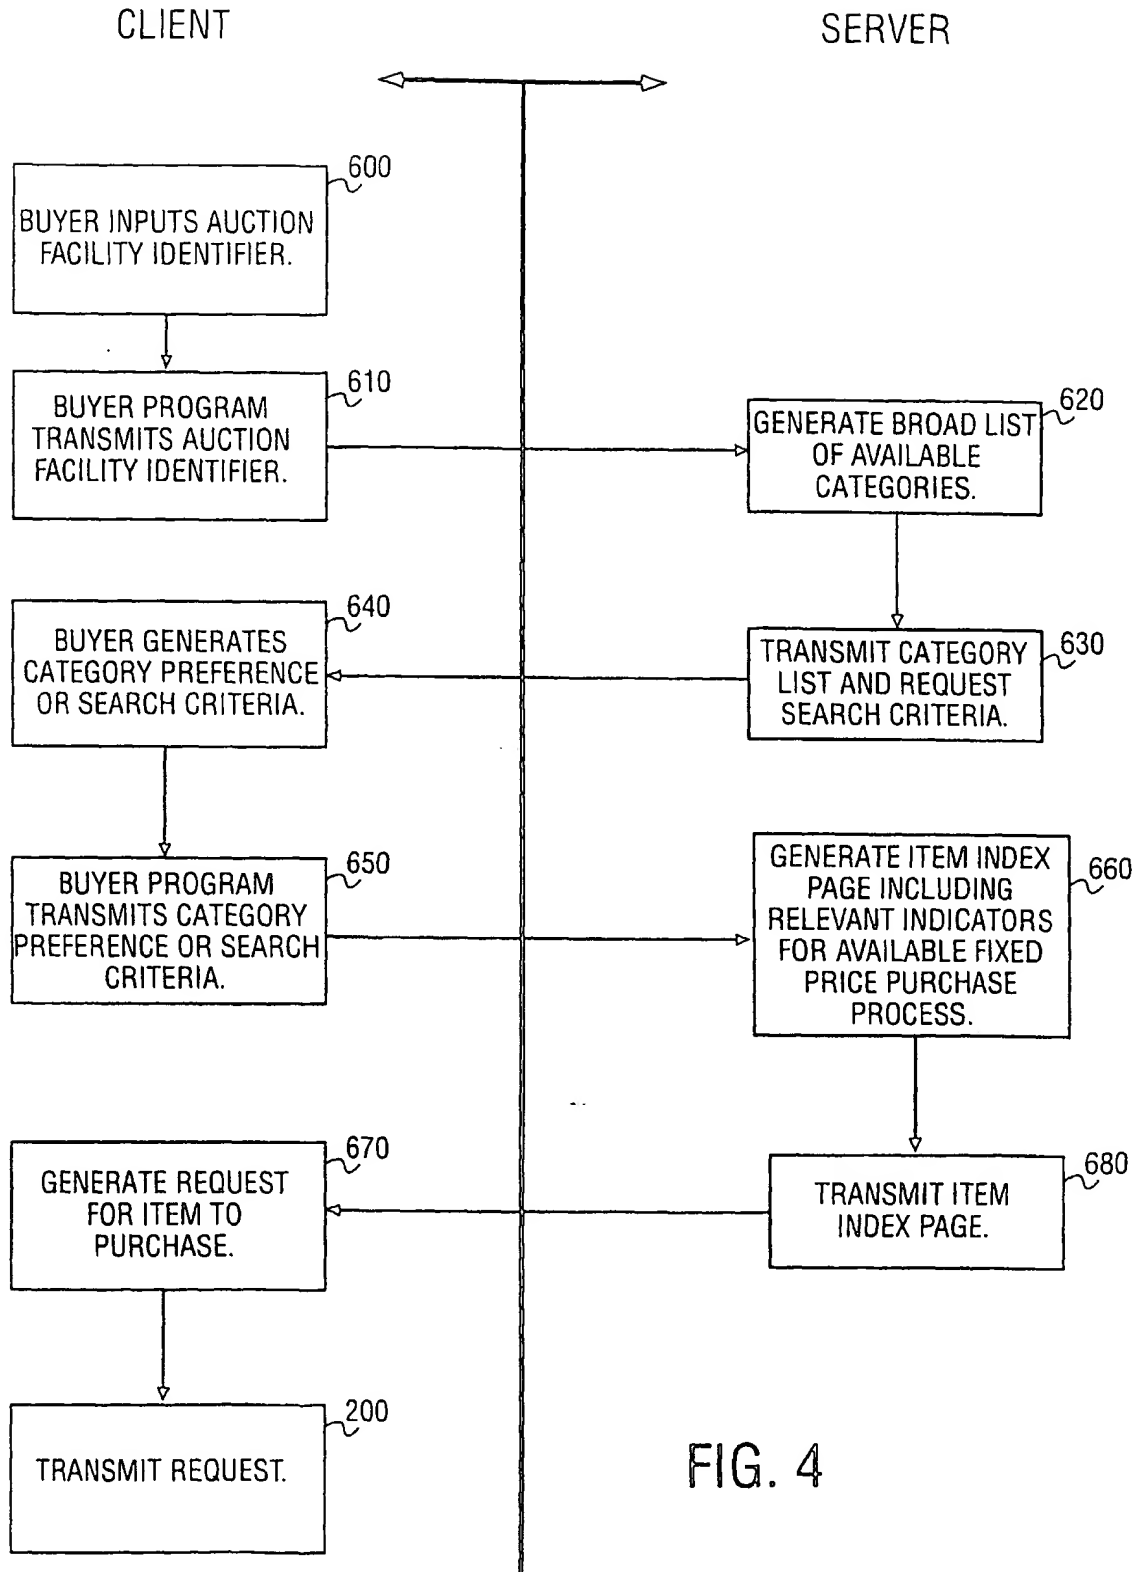 CLIENT
SERVER
600
BUYER INPUTS AUCTION
FACILITY IDENTIFIER.
610
BUYER PROGRAM
TRANSMITS AUCTION
FACILITY IDENTIFIER.
620
GENERATE BROAD LIST
OF AVAILABLE
CATEGORIES.
640
BUYER GENERATES
CATEGORY PREFERENCE
OR SEARCH CRITERIA.
630
TRANSMIT CATEGORY
LIST AND REQUEST
SEARCH CRITERIA.
650
BUYER PROGRAM
TRANSMITS CATEGORY
PREFERENCE OR SEARCH
CRITERIA.
660
GENERATE ITEM INDEX
PAGE INCLUDING
RELEVANT INDICATORS
FOR AVAILABLE FIXED
PRICE PURCHASE
PROCESS.
670
GENERATE REQUEST
FOR ITEM TO
PURCHASE.
680
TRANSMIT ITEM
INDEX PAGE.
200
TRANSMIT REQUEST.
FIG. 4